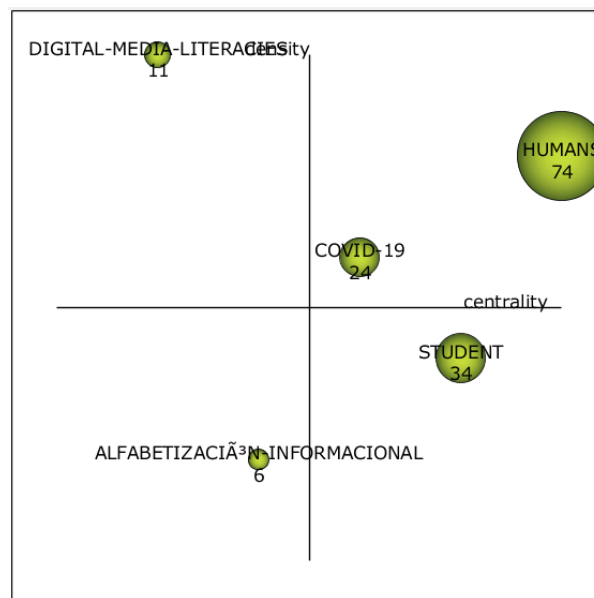 DIGITAL-MEDIA-LITERACIES
density
11
HUMANS
74
COVID-19
24
centrality
STUDENT
34
ALFABETIZACIÃ³N-INFORMACIONAL
6